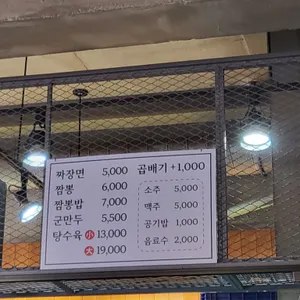 짜장면 5,000
짬뽕 6,000
짬뽕밥 7,000
군만두 5,500
탕수육 小 13,000
大 19,000
곱배기 +1,000
소주 5,000
맥주 5,000
공기밥 1,000
음료수 2,000